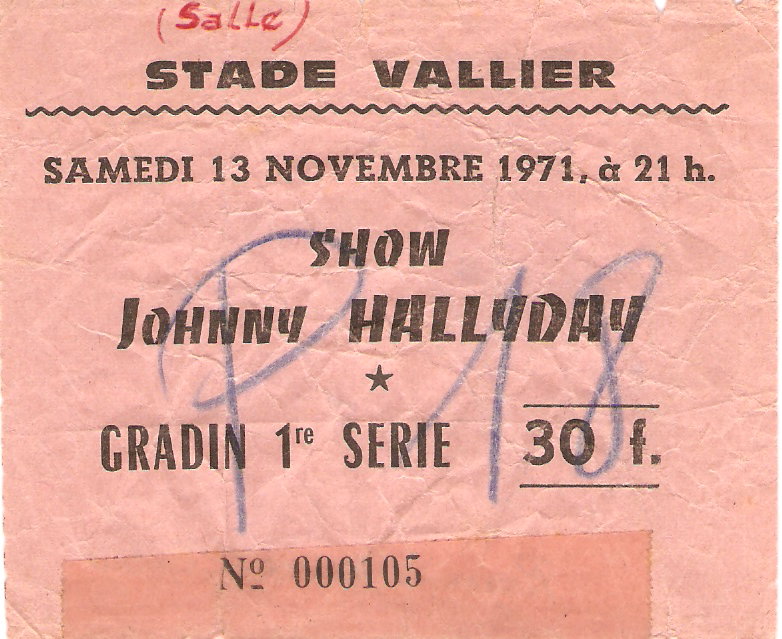 (Salle)
STADE VALLIER
SAMEDI 13 NOVEMBRE 1971, à 21 h.
SHOW
JOHNNY HALLYDAY
P 18
GRADIN 1re SERIE 30 f.
Nº 000105